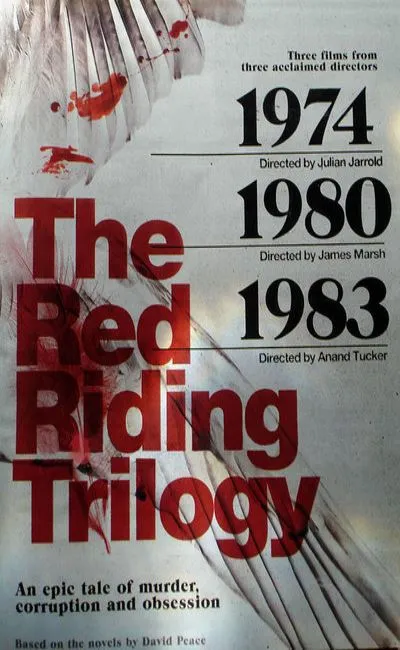 Three films from
three acclaimed directors
1974
Directed by Julian Jarrold
1980
Directed by James Marsh
1983
Directed by Anand Tucker
The
Red
Riding
Trilogy
An epic tale of murder,
corruption and obsession
Based on the novels by David Peace